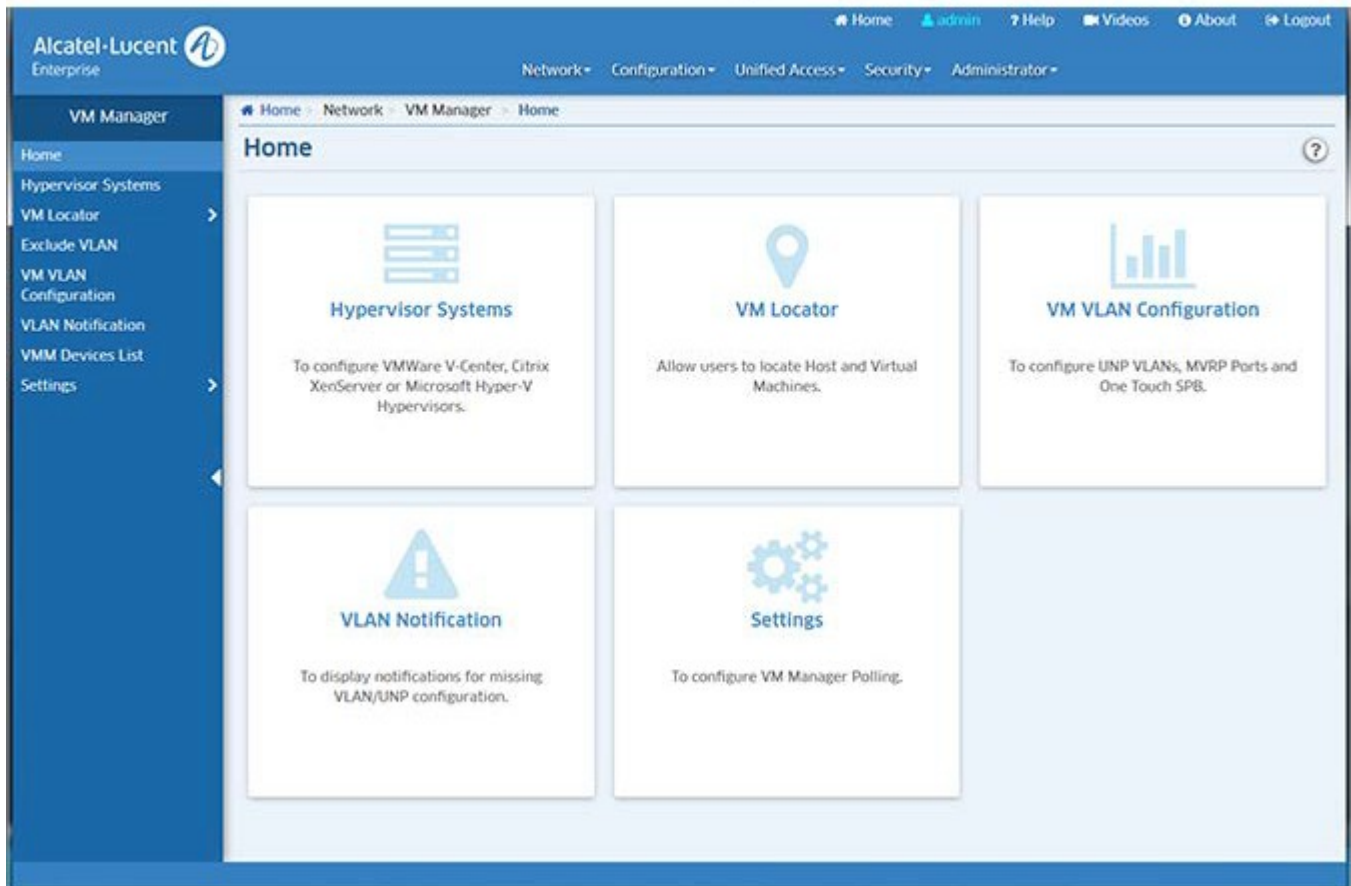 Home admin ? Help Videos About Logout
Alcatel·Lucent
Enterprise
Network Configuration Unified Access Security Administrator
VM Manager
Home
Hypervisor Systems
VM Locator
Exclude VLAN
VM VLAN
Configuration
VLAN Notification
VMM Devices List
Settings
Home > Network > VM Manager > Home
Home
?
Hypervisor Systems
To configure VMWare V-Center, Citrix
XenServer or Microsoft Hyper-V
Hypervisors.
VM Locator
Allow users to locate Host and Virtual
Machines.
VM VLAN Configuration
To configure UNP VLANs, MVRP Ports and
One Touch SPB.
VLAN Notification
To display notifications for missing
VLAN/UNP configuration.
Settings
To configure VM Manager Polling.